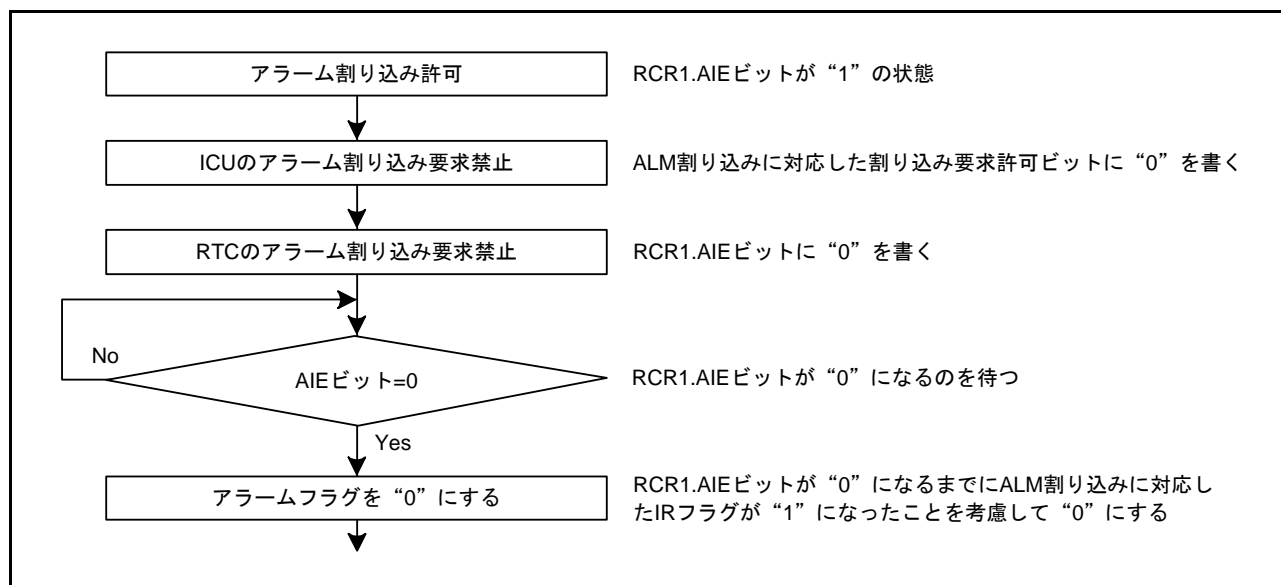 アラーム割り込み許可
RCR1.AIEビットが“1”の状態
ICUのアラーム割り込み要求禁止
ALM割り込みに対応した割り込み要求許可ビットに“0”を書く
RTCのアラーム割り込み要求禁止
RCR1.AIEビットに“0”を書く
No
AIEビット=0
RCR1.AIEビットが“0”になるのを待つ
Yes
アラームフラグを“0”にする
RCR1.AIEビットが“0”になるまでにALM割り込みに対応し
たIRフラグが“1”になったことを考慮して“0”にする